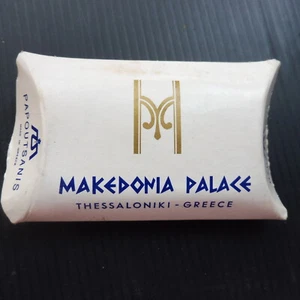 MAKEDONIA PALACE
THESSALONIKI - GREECE
PAPOUTSANIS